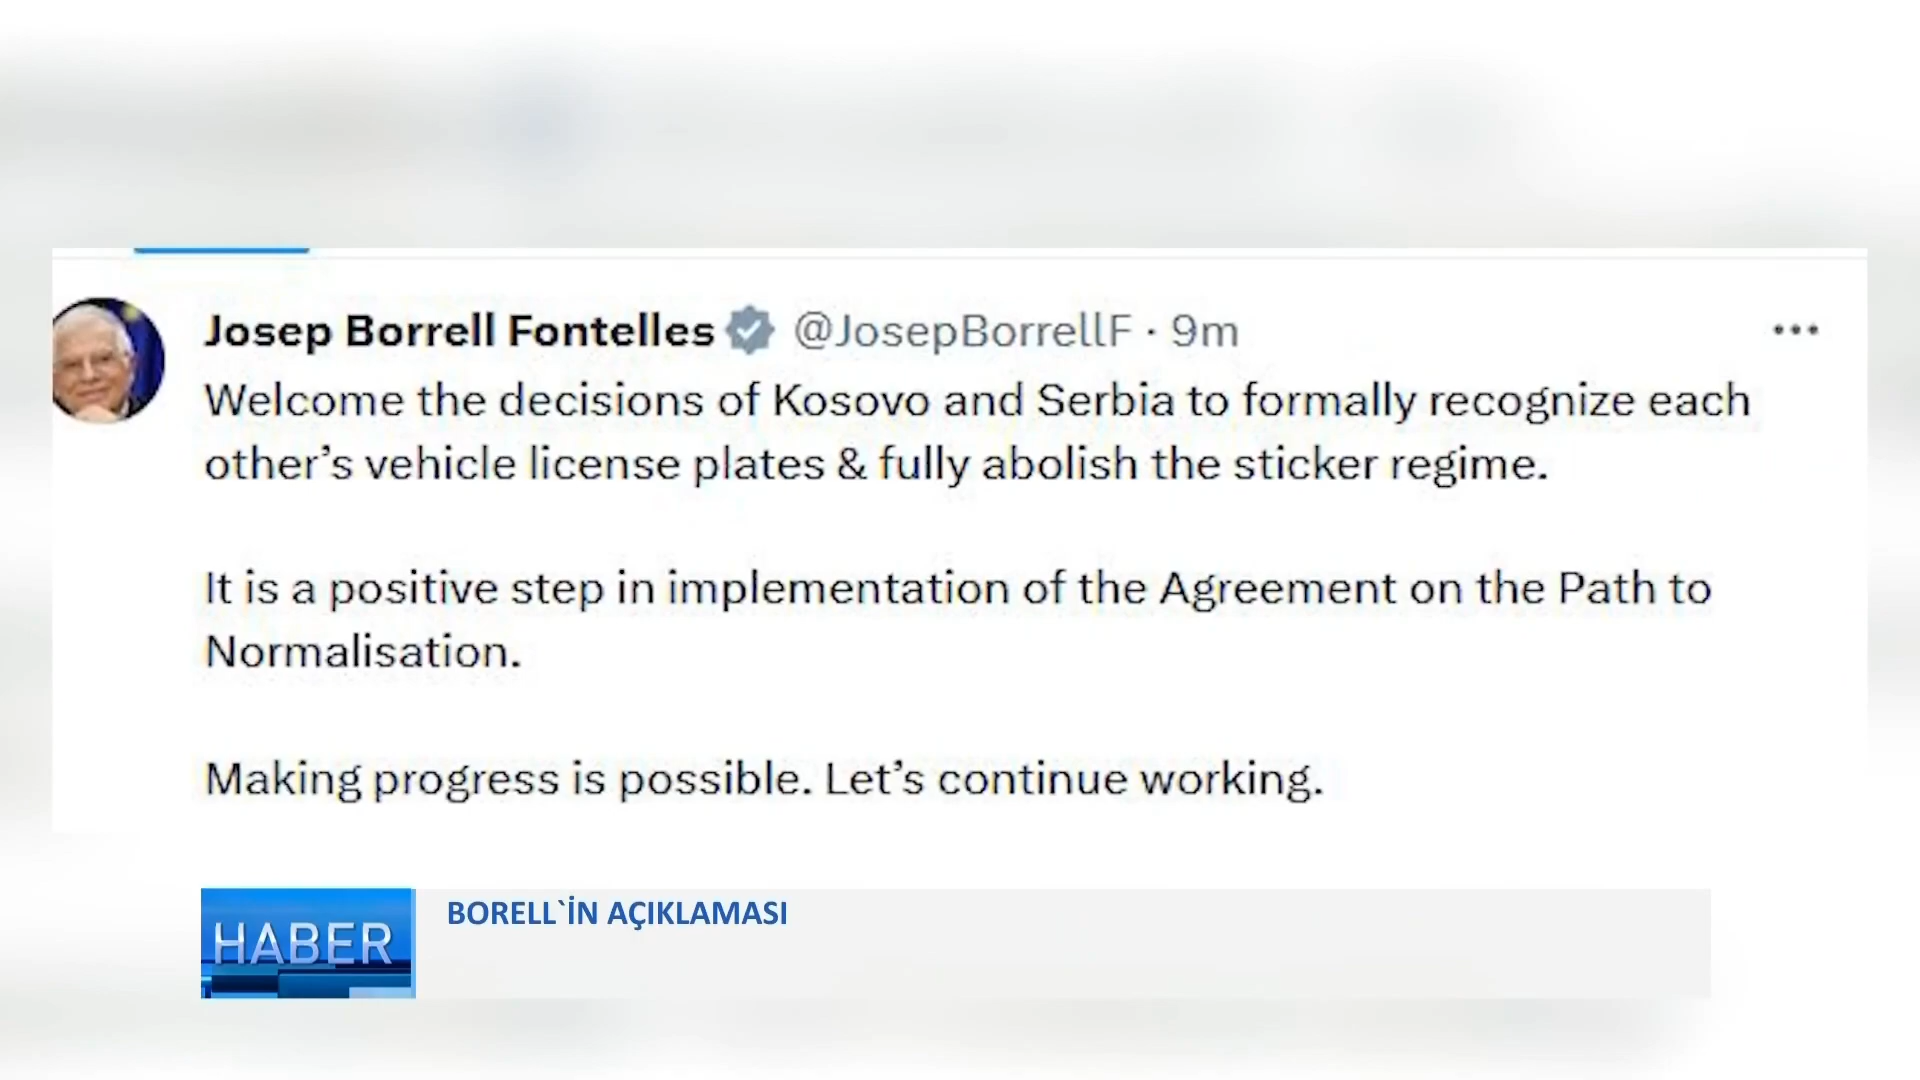 Josep Borrell Fontelles @JosepBorrellF · 9m
Welcome the decisions of Kosovo and Serbia to formally recognize each
other’s vehicle license plates & fully abolish the sticker regime.
It is a positive step in implementation of the Agreement on the Path to
Normalisation.
Making progress is possible. Let’s continue working.
HABER
BORELL`İN AÇIKLAMASI